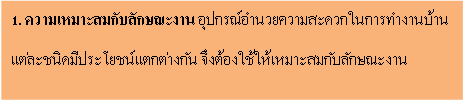 1. ความเหมาะสมกับลักษณะงาน อุปกรณ์อำนวยความสะดวกในการทำงานบ้าน
แต่ละชนิดมีประโยชน์แตกต่างกัน จึงต้องใช้ให้เหมาะสมกับลักษณะงาน